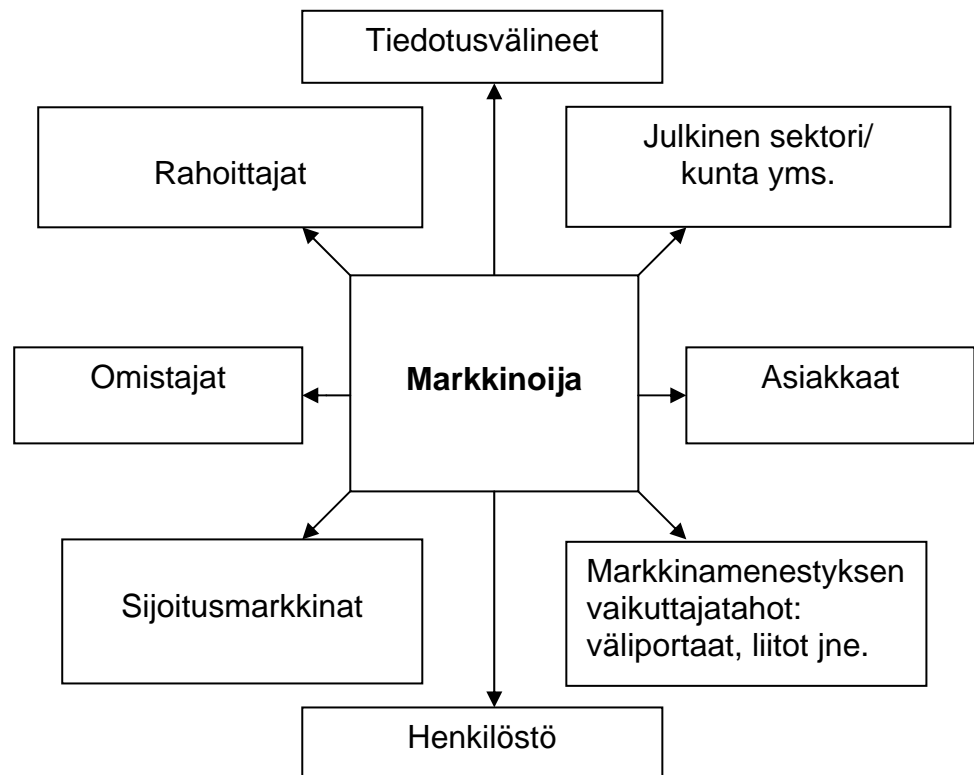 Tiedotusvälineet
Rahoittajat
Julkinen sektori/
kunta yms.
Omistajat
Markkinoija
Asiakkaat
Sijoitusmarkkinat
Markkinamenestyksen
vaikuttajatahot:
väliportaat, liitot jne.
Henkilöstö